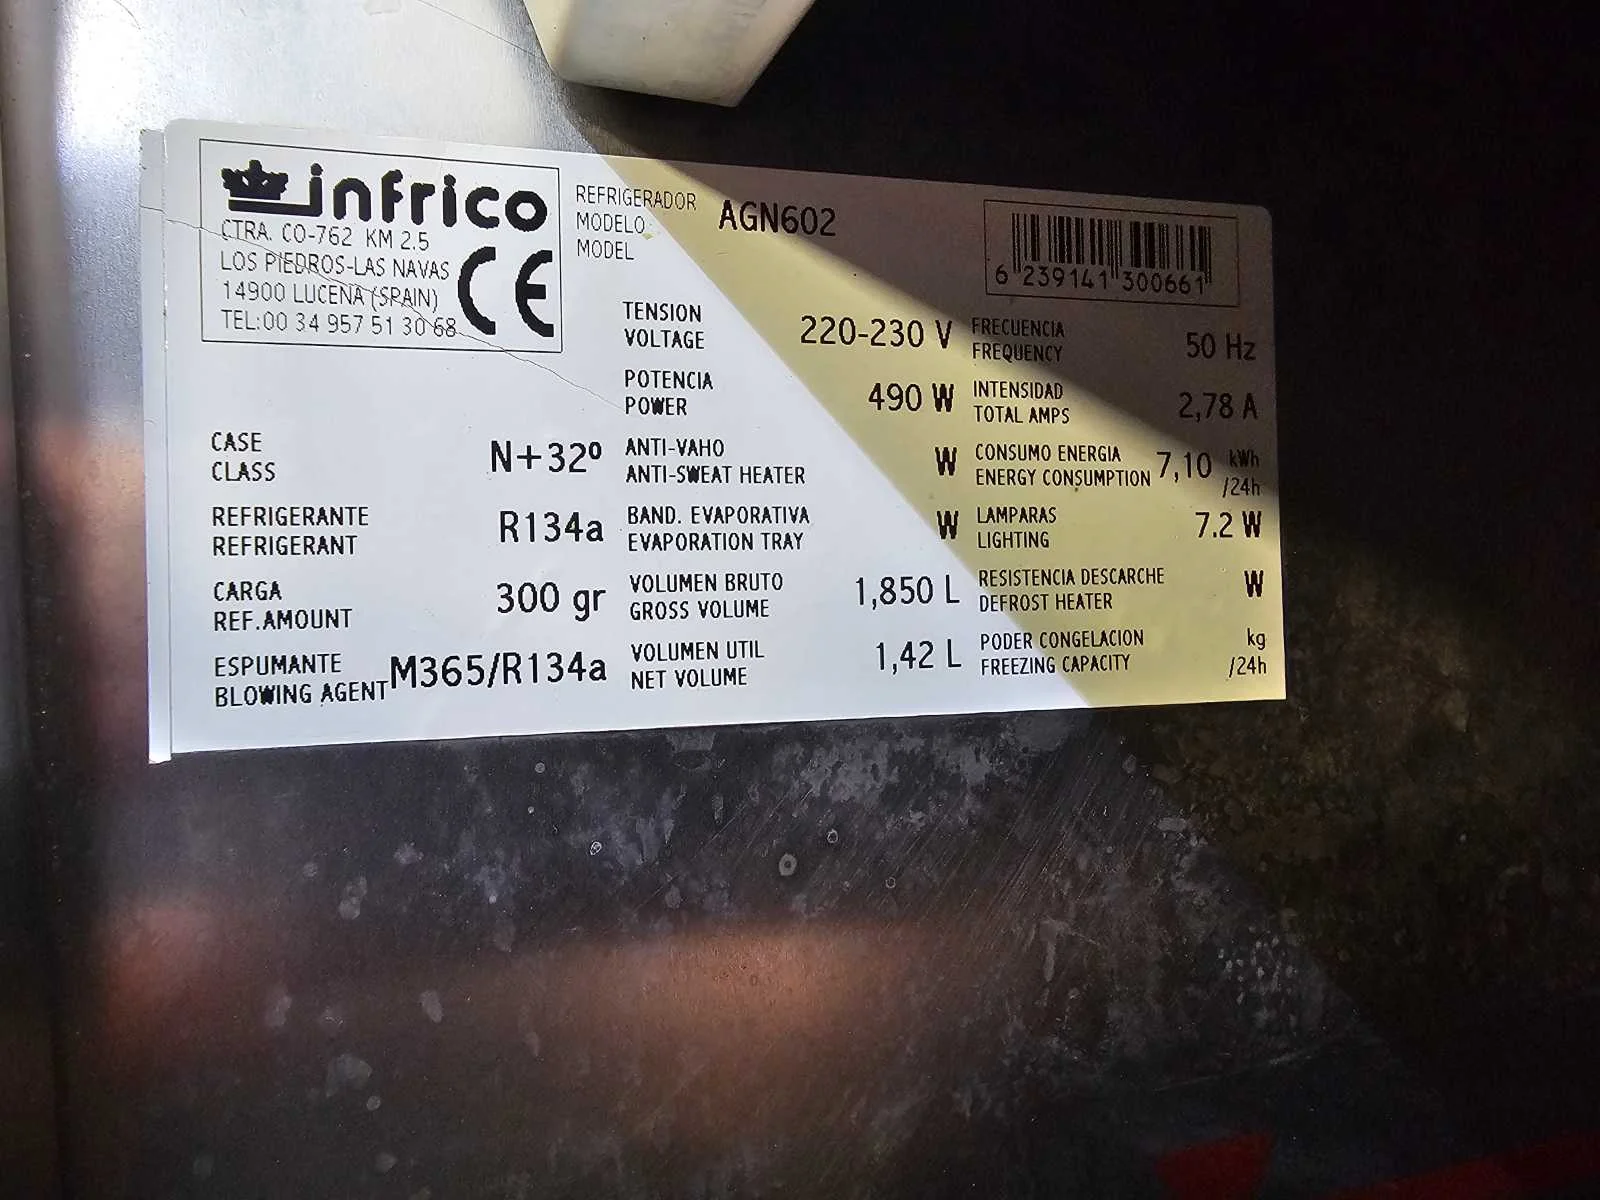 infrico
CTRA. CO-762 KM 2.5
LOS PIEDROS-LAS NAVAS
14900 LUCENA (SPAIN)
TEL:00 34 957 51 30 68
CE
REFRIGERADOR
MODELO
MODEL
AGN602
6 239141 300661
CASE
CLASS
N+32º
REFRIGERANTE
REFRIGERANT
R134a
CARGA
REF.AMOUNT
300 gr
ESPUMANTE
BLOWING AGENT
M365/R134a
TENSION
VOLTAGE
220-230 V
POTENCIA
POWER
490 W
ANTI-VAHO
ANTI-SWEAT HEATER
W
BAND. EVAPORATIVA
EVAPORATION TRAY
W
VOLUMEN BRUTO
GROSS VOLUME
1,850 L
VOLUMEN UTIL
NET VOLUME
1,42 L
FRECUENCIA
FREQUENCY
50 Hz
INTENSIDAD
TOTAL AMPS
2,78 A
CONSUMO ENERGIA
ENERGY CONSUMPTION
7,10 kWh
/24h
LAMPARAS
LIGHTING
7.2 W
RESISTENCIA DESCARCHE
DEFROST HEATER
W
PODER CONGELACION
FREEZING CAPACITY
kg
/24h